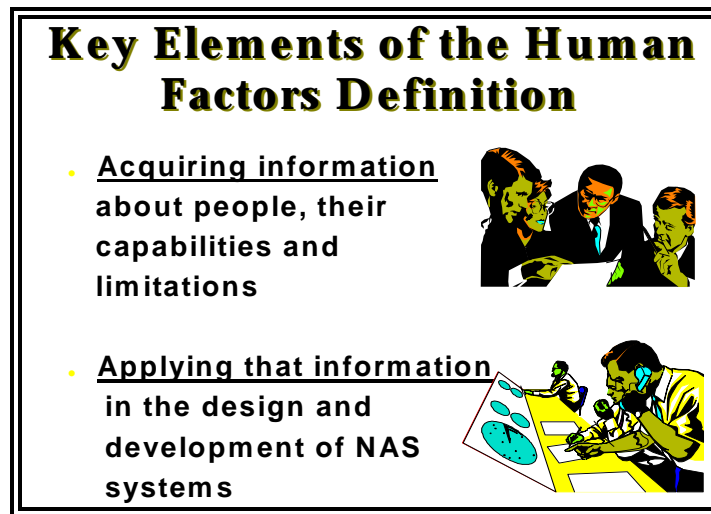 Key Elements of the Human
Factors Definition
Acquiring information
about people, their
capabilities and
limitations
Applying that information
in the design and
development of NAS
systems